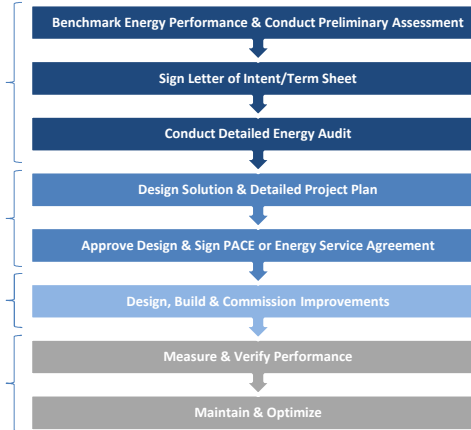 Benchmark Energy Performance & Conduct Preliminary Assessment
Sign Letter of Intent/Term Sheet
Conduct Detailed Energy Audit
Design Solution & Detailed Project Plan
Approve Design & Sign PACE or Energy Service Agreement
Design, Build & Commission Improvements
Measure & Verify Performance
Maintain & Optimize